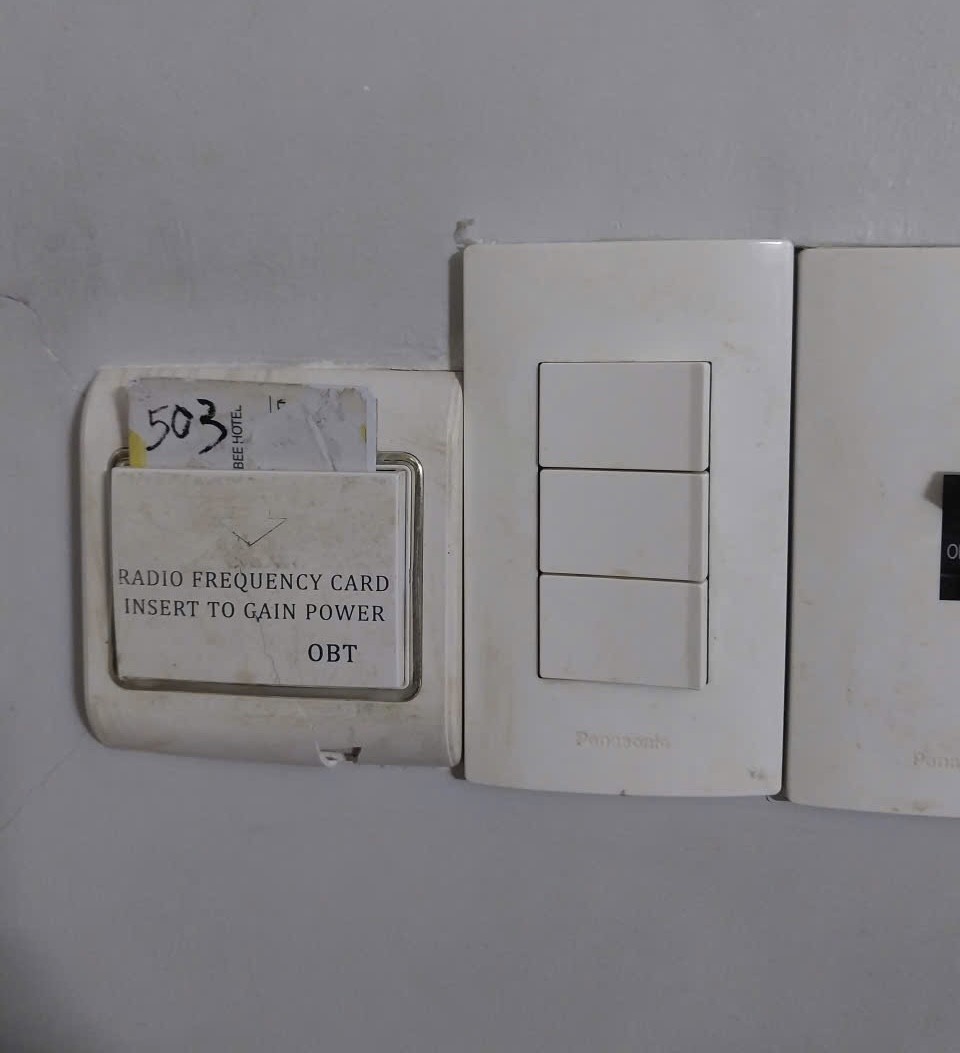 503
BEE HOTEL
RADIO FREQUENCY CARD
INSERT TO GAIN POWER
OBT
Panasonic